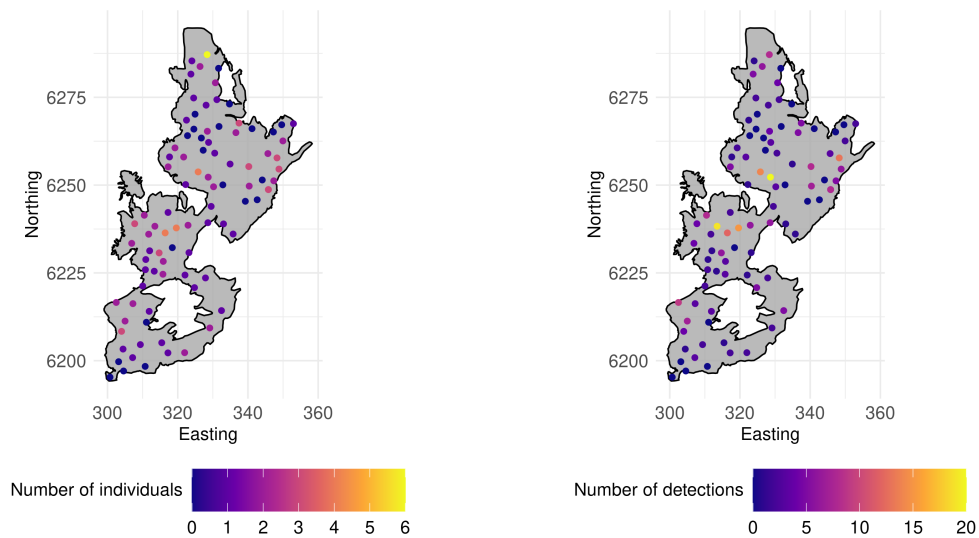 6275
6250
6225
6200
Northing
300 320 340 360
Easting
Number of individuals
0 1 2 3 4 5 6
6275
6250
6225
6200
Northing
300 320 340 360
Easting
Number of detections
0 5 10 15 20